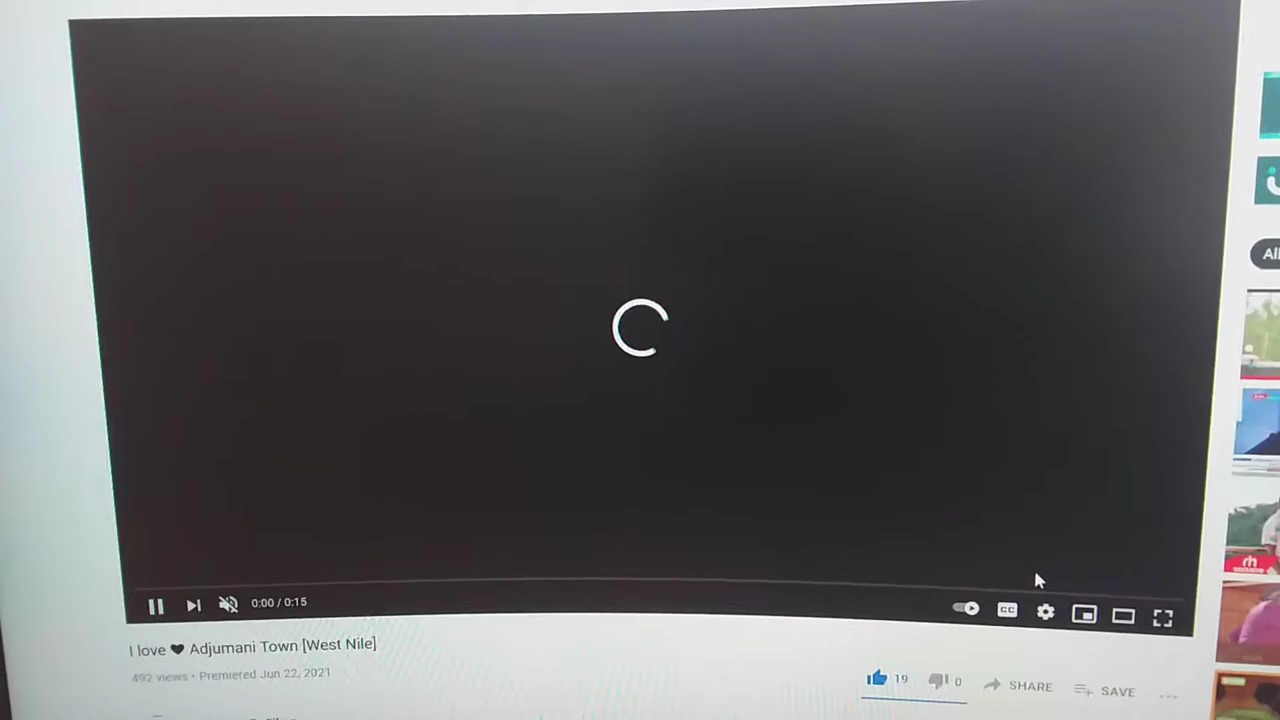 All
CC
0:00 / 0:15
I love ❤ Adjumani Town [West Nile]
492 views • Premiered Jun 22, 2021
19
0
SHARE
SAVE